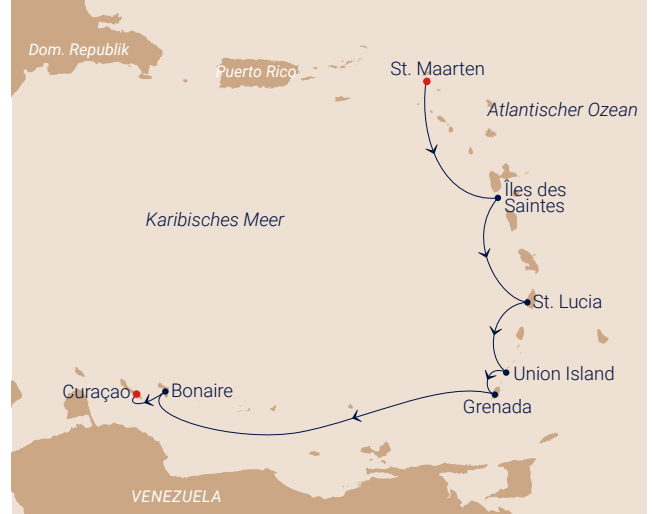 Dom. Republik
Puerto Rico
St. Maarten
Atlantischer Ozean
Îles des
Saintes
Karibisches Meer
St. Lucia
Union Island
Curaçao
Bonaire
Grenada
VENEZUELA